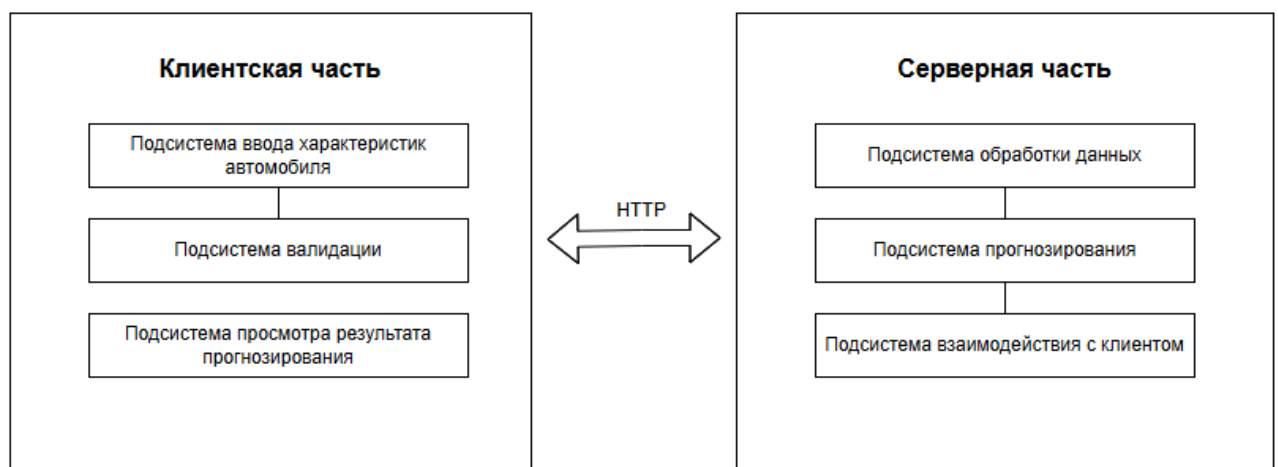 Клиентская часть
Подсистема ввода характеристик
автомобиля
Подсистема валидации
Подсистема просмотра результата
прогнозирования
HTTP
Серверная часть
Подсистема обработки данных
Подсистема прогнозирования
Подсистема взаимодействия с клиентом